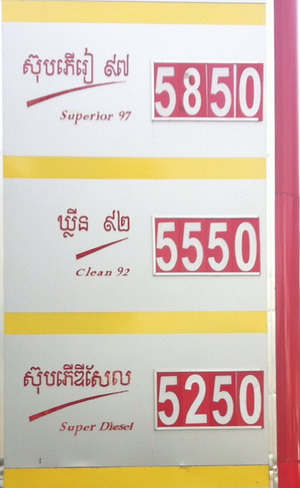 ស៊ុបភើរៀ ៩៧
5850
Superior 97
ឃ្លីន ៩២
5550
Clean 92
ស៊ុបភើឌីសែល
5250
Super Diesel